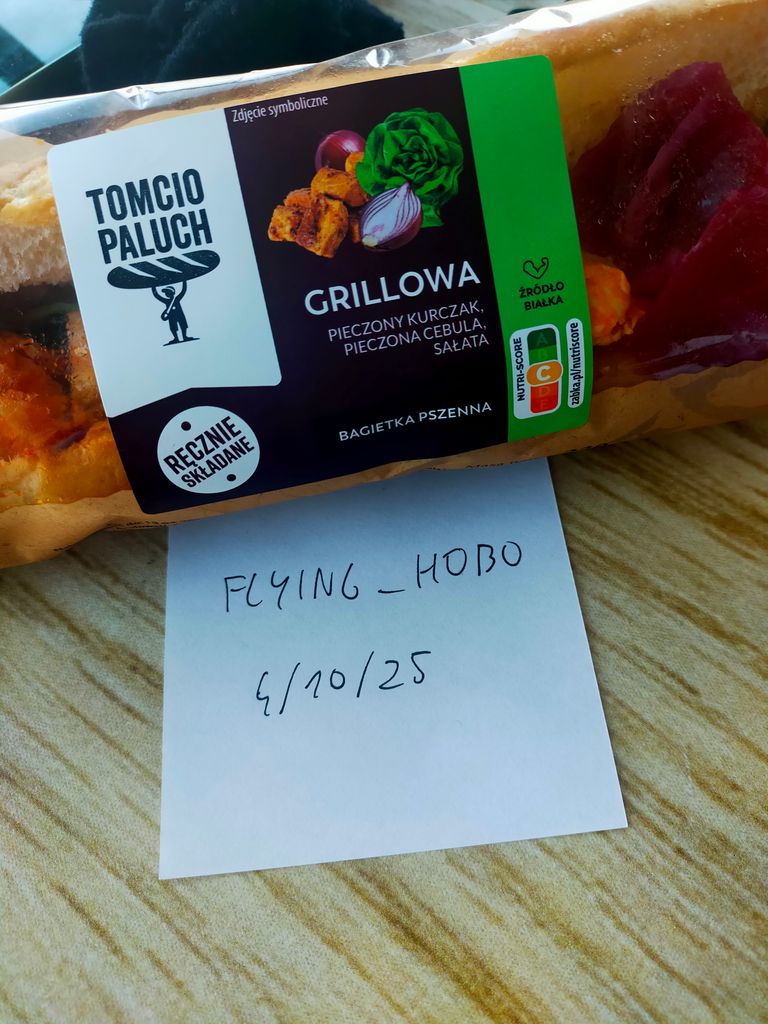 Zdjęcie symboliczne
TOMCIO
PALUCH
GRILLOWA
PIECZONY KURCZAK,
PIECZONA CEBULA,
SAŁATA
BAGIETKA PSZENNA
RĘCZNIE
SKŁADANE
ŹRÓDŁO
BIAŁKA
NUTRI-SCORE
A
B
C
D
E
zabka.pl/nutriscore
FLYING_HOBO
4/10/25